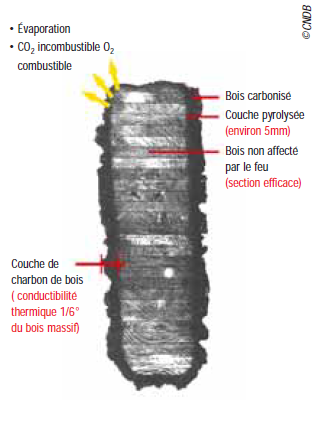 ©CNDB
• Évaporation
• CO2 incombustible O2
combustible
Bois carbonisé
Couche pyrolysée
(environ 5mm)
Bois non affecté
par le feu
(section efficace)
Couche de
charbon de bois
( conductibilité
thermique 1/6°
du bois massif)